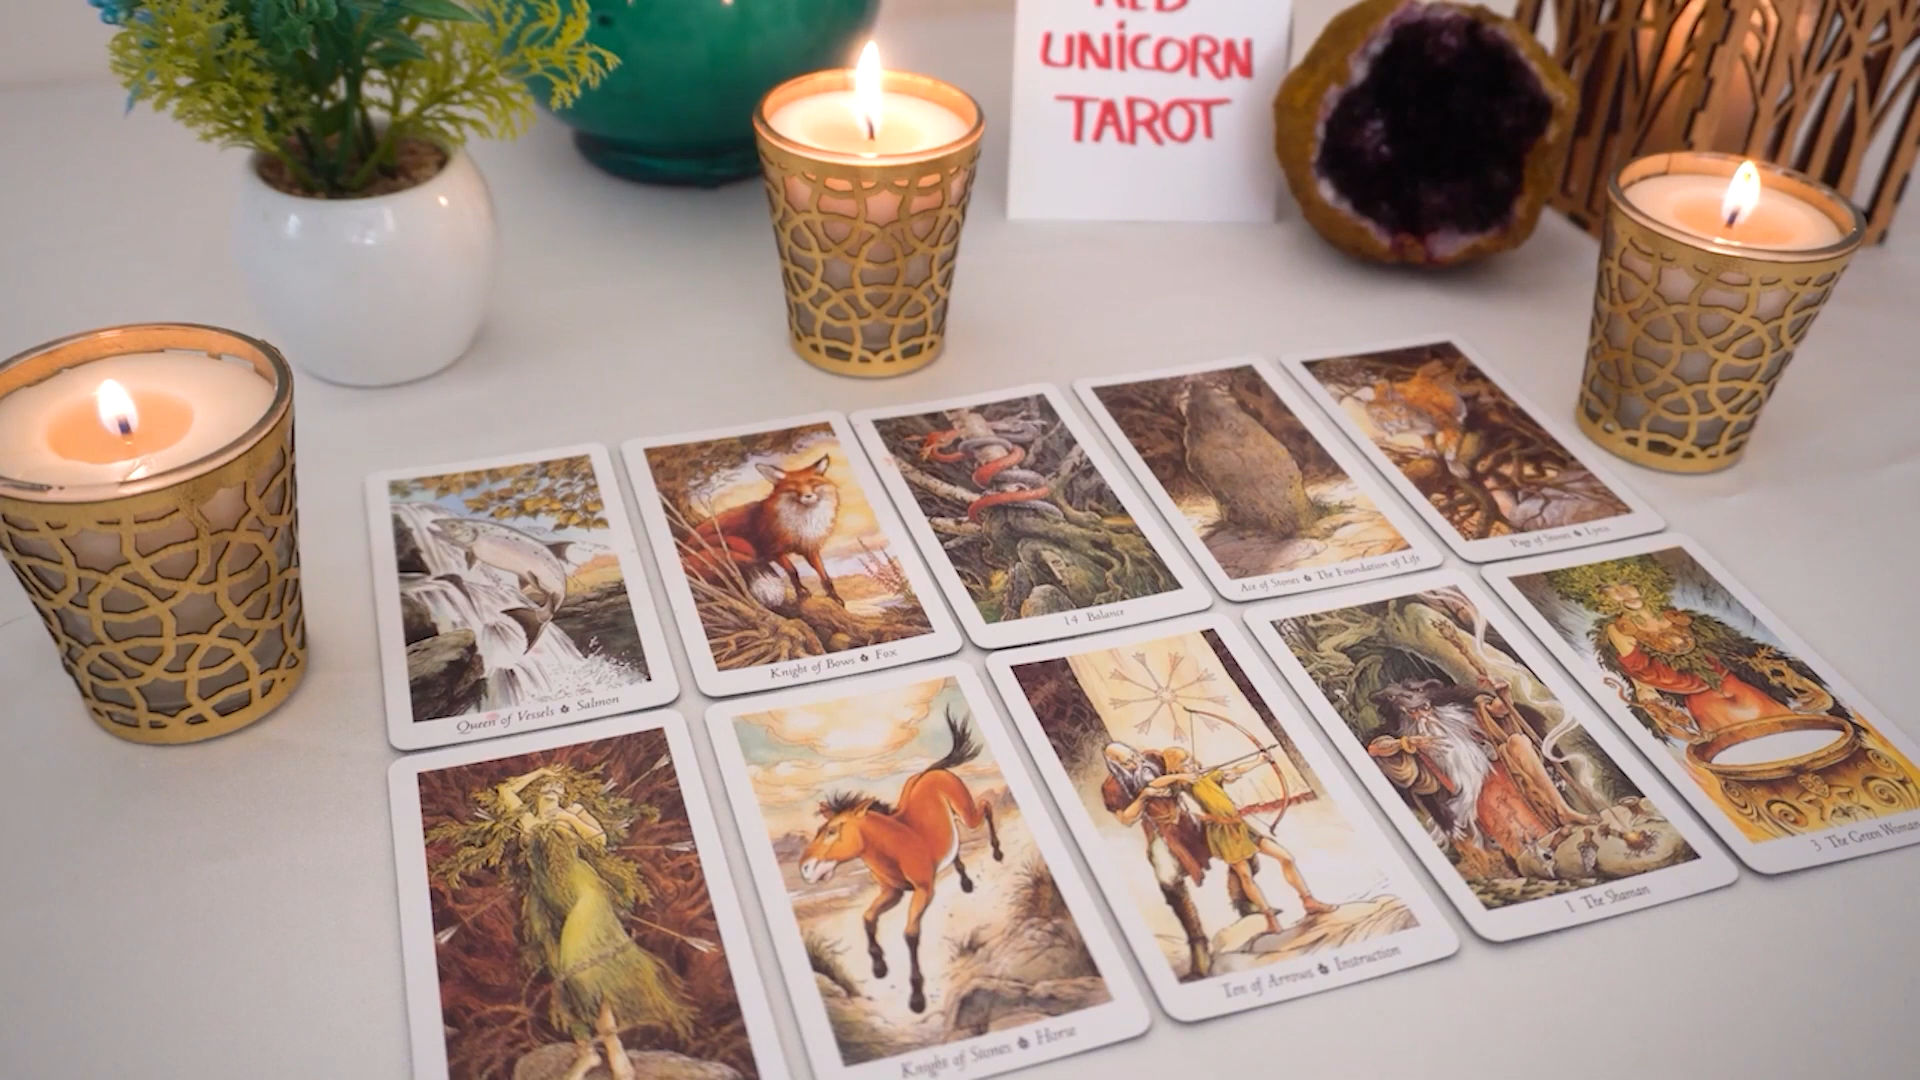 RED
UNICORN
TAROT
Queen of Vessels Salmon
Knight of Bows Fox
14 Balance
Ace of Stones The Foundation of Life
Page of Stones Lynx
Knight of Stones Horse
Ten of Arrows Instruction
1 The Shaman
3 The Green Woman